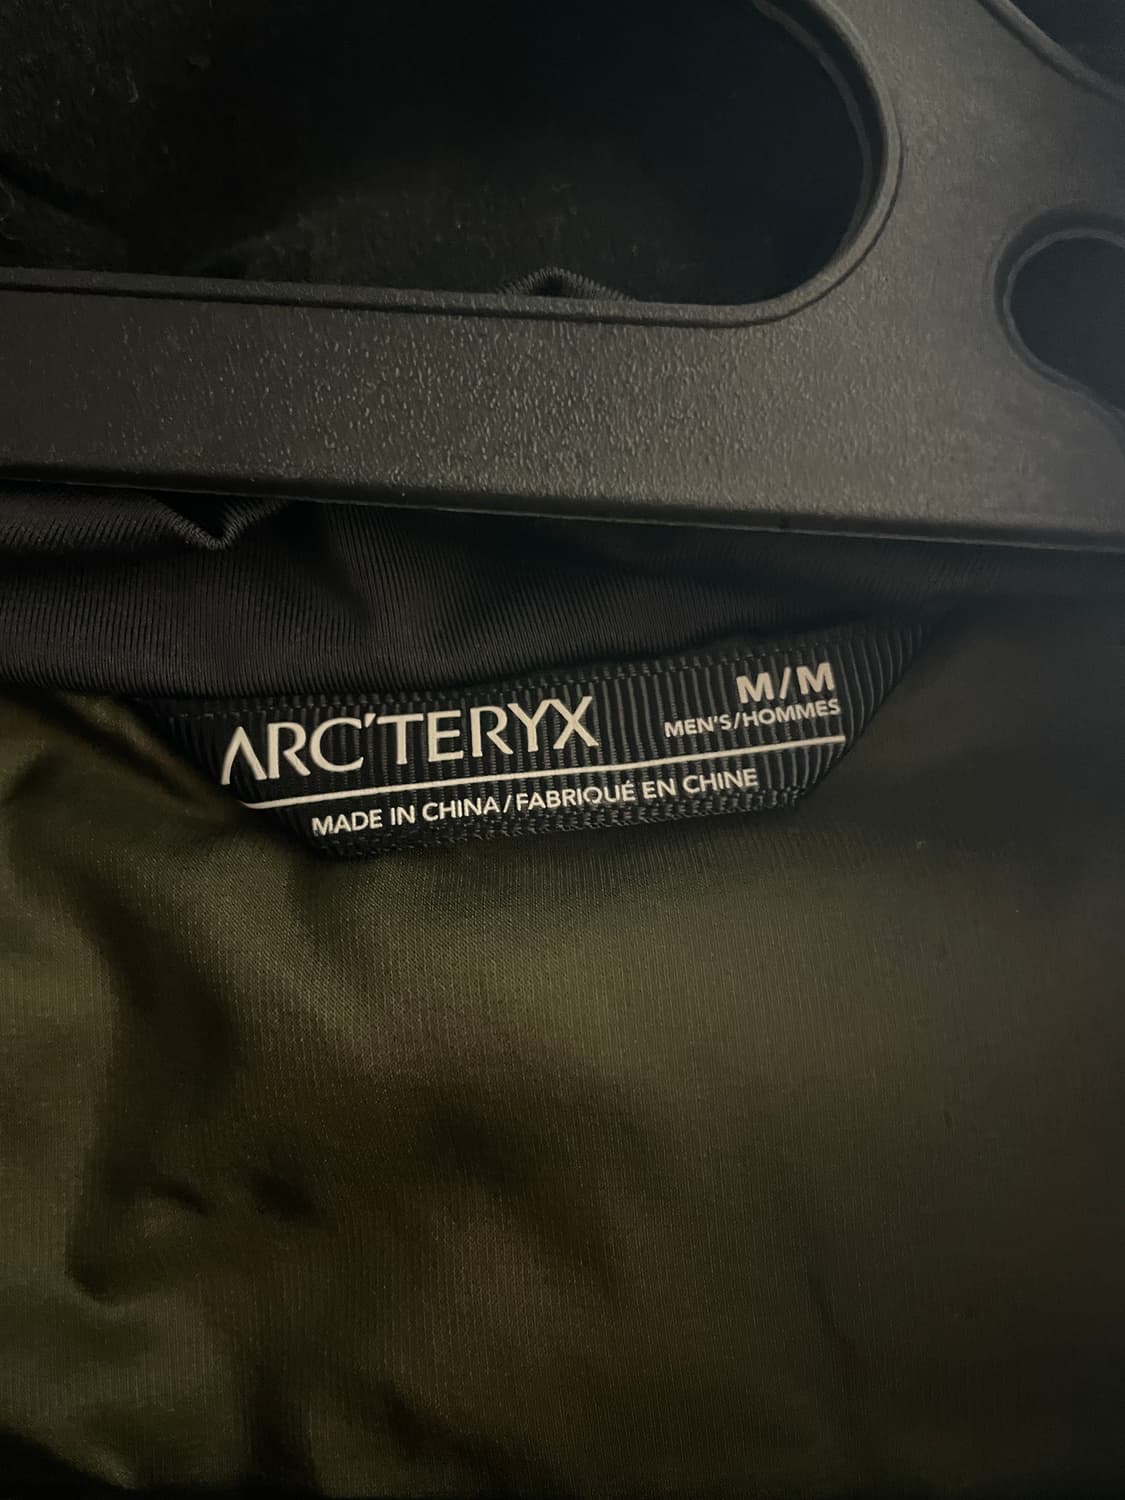 ARC'TERYX
M/M
MEN'S/HOMMES
MADE IN CHINA/FABRIQUÉ EN CHINE